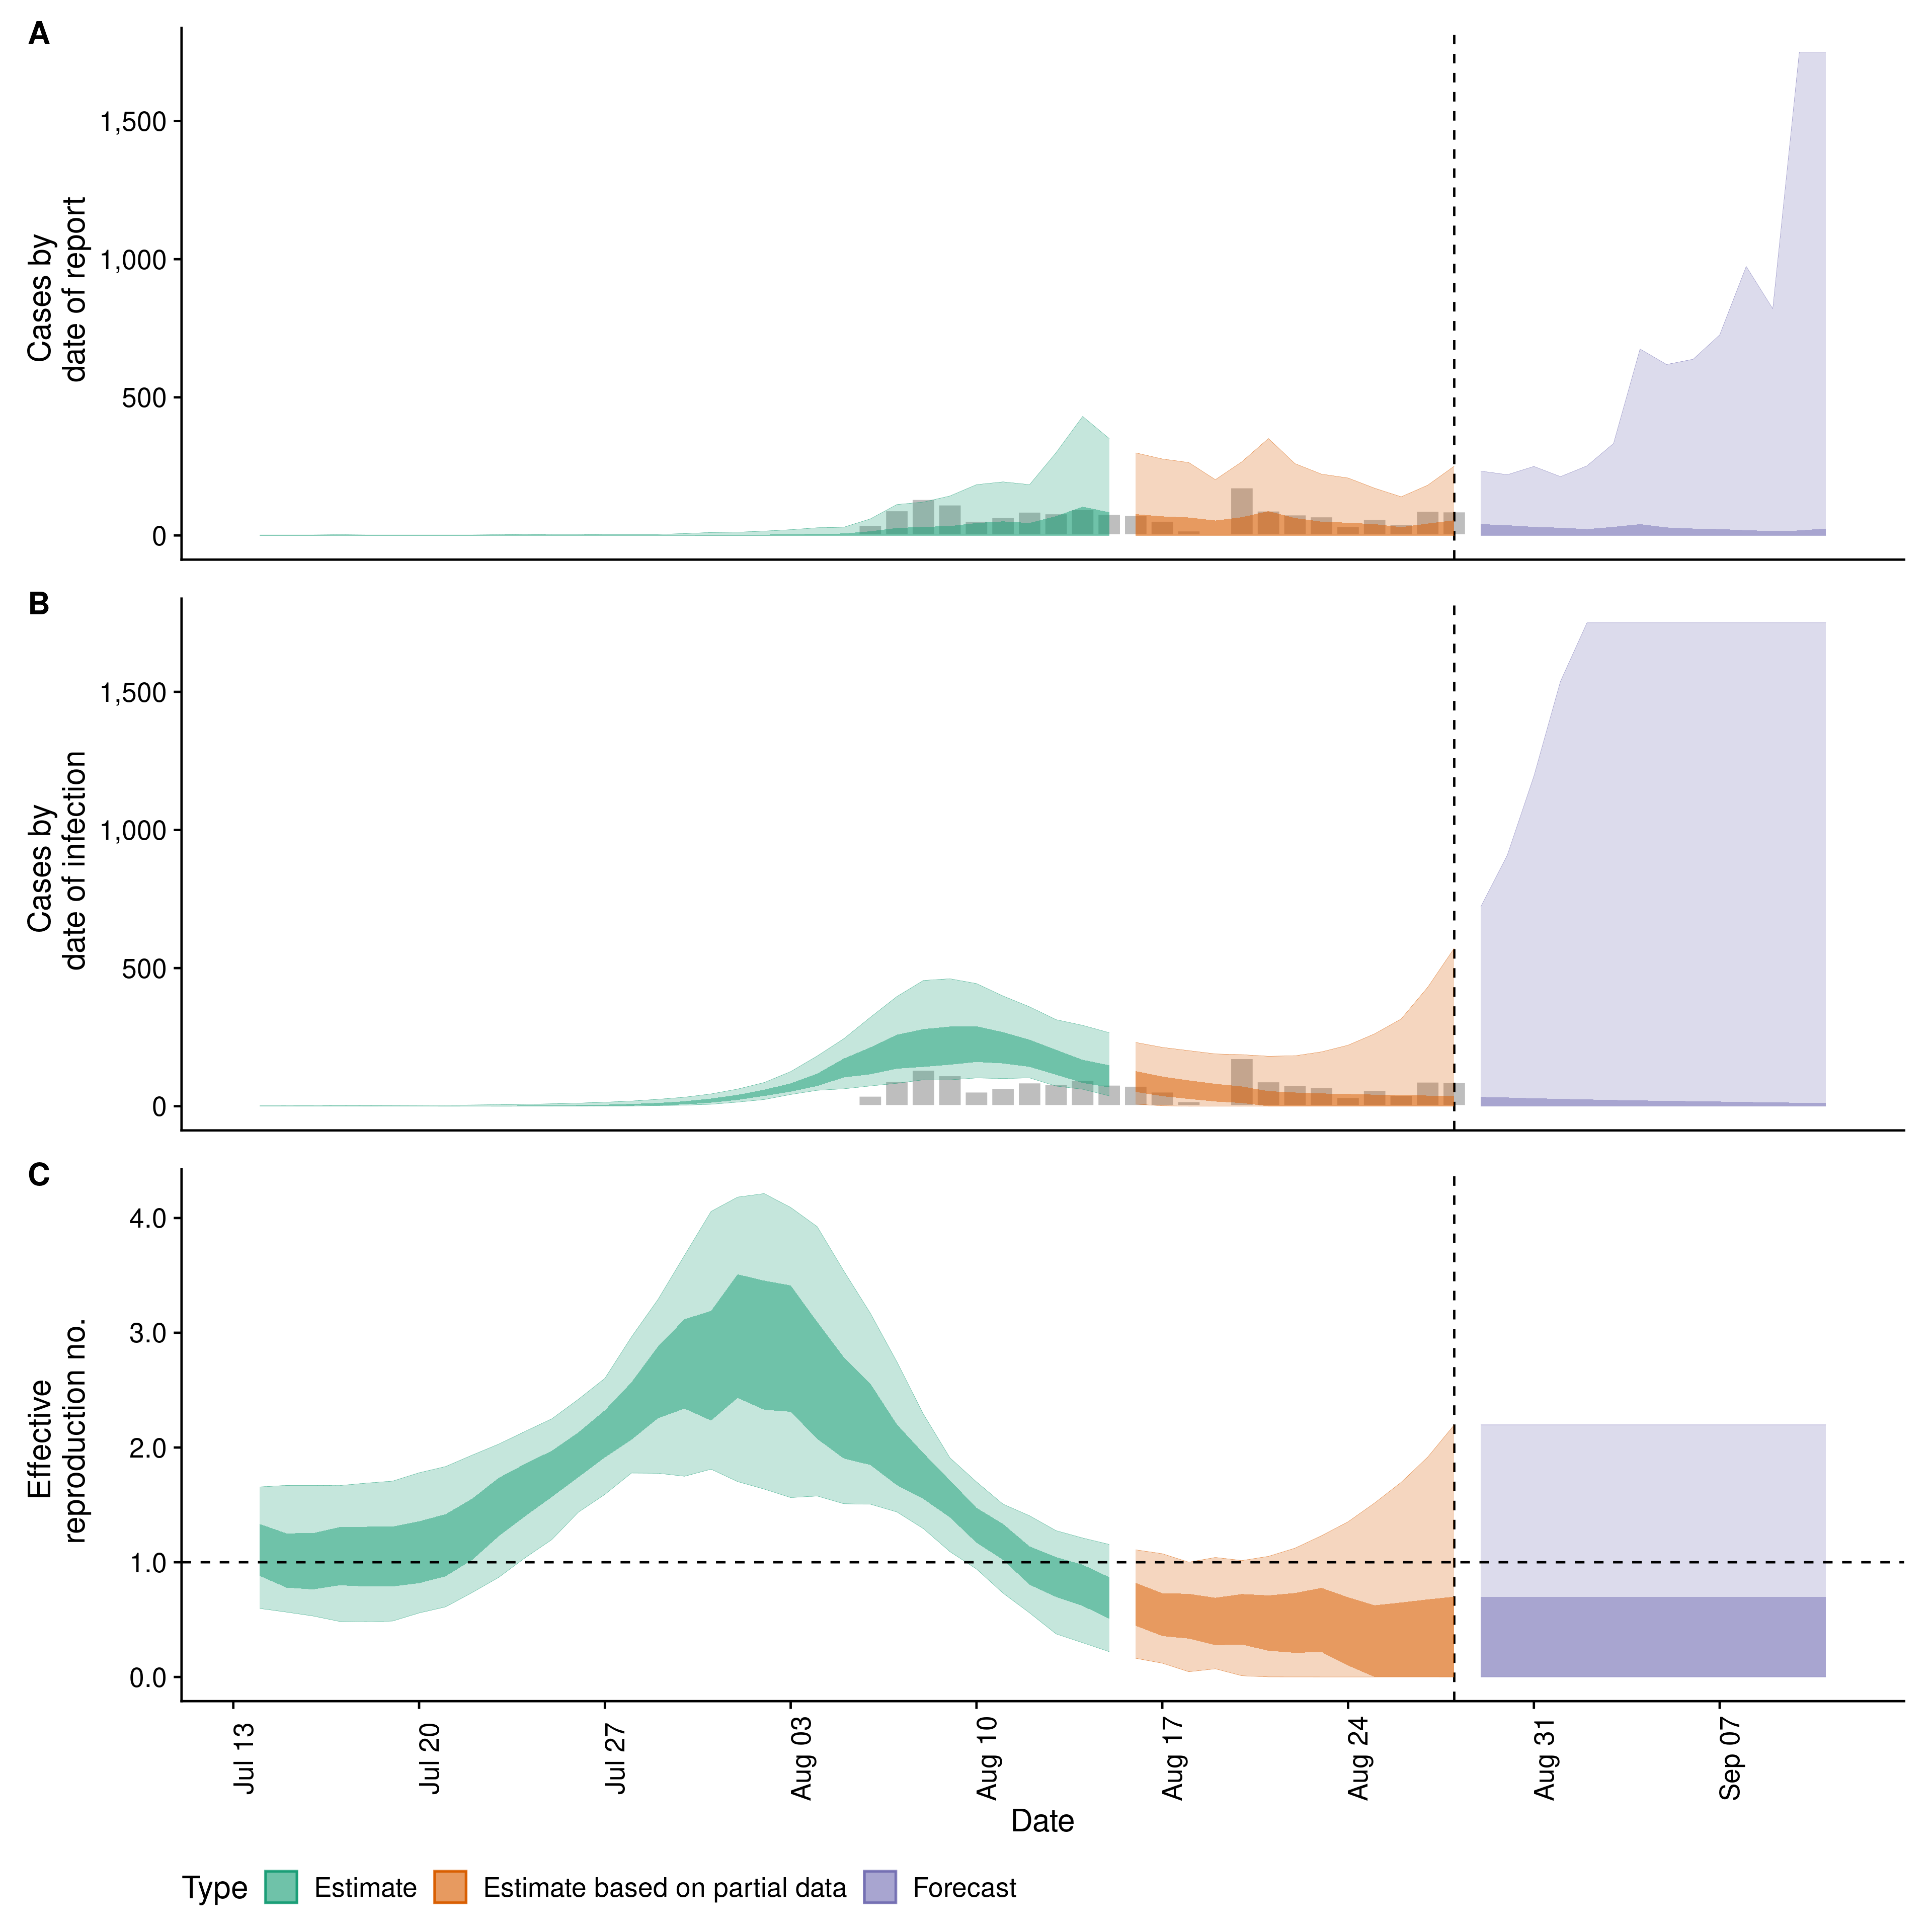 A
Cases by
date of report
1,500
1,000
500
0
B
Cases by
date of infection
1,500
1,000
500
0
C
Effective
reproduction no.
4.0
3.0
2.0
1.0
0.0
Jul 13
Jul 20
Jul 27
Aug 03
Aug 10
Aug 17
Aug 24
Aug 31
Sep 07
Date
Type Estimate Estimate based on partial data Forecast